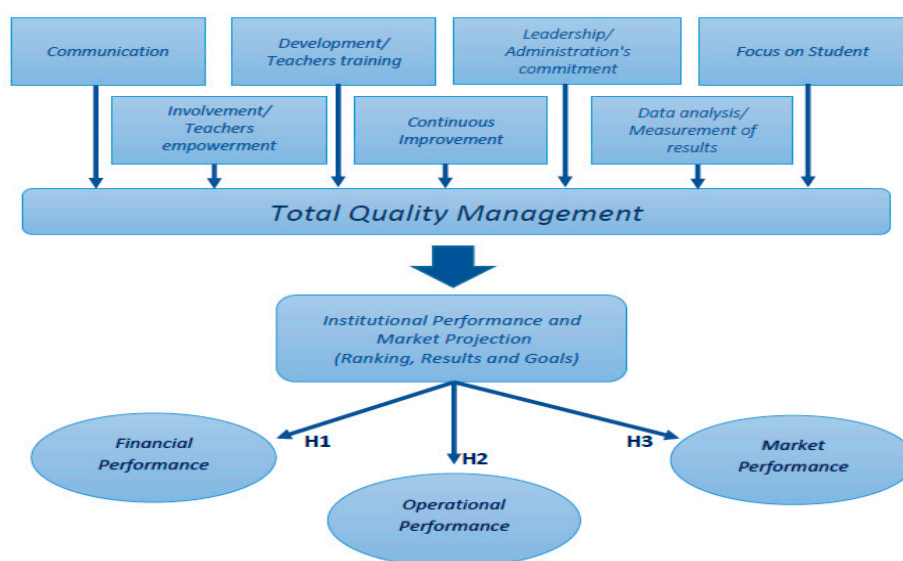 Communication
Development/
Teachers training
Leadership/
Administration's
commitment
Focus on Student
Involvement/
Teachers
empowerment
Continuous
Improvement
Data analysis/
Measurement of
results
Total Quality Management
Institutional Performance and
Market Projection
(Ranking, Results and Goals)
H1
H2
H3
Financial
Performance
Operational
Performance
Market
Performance